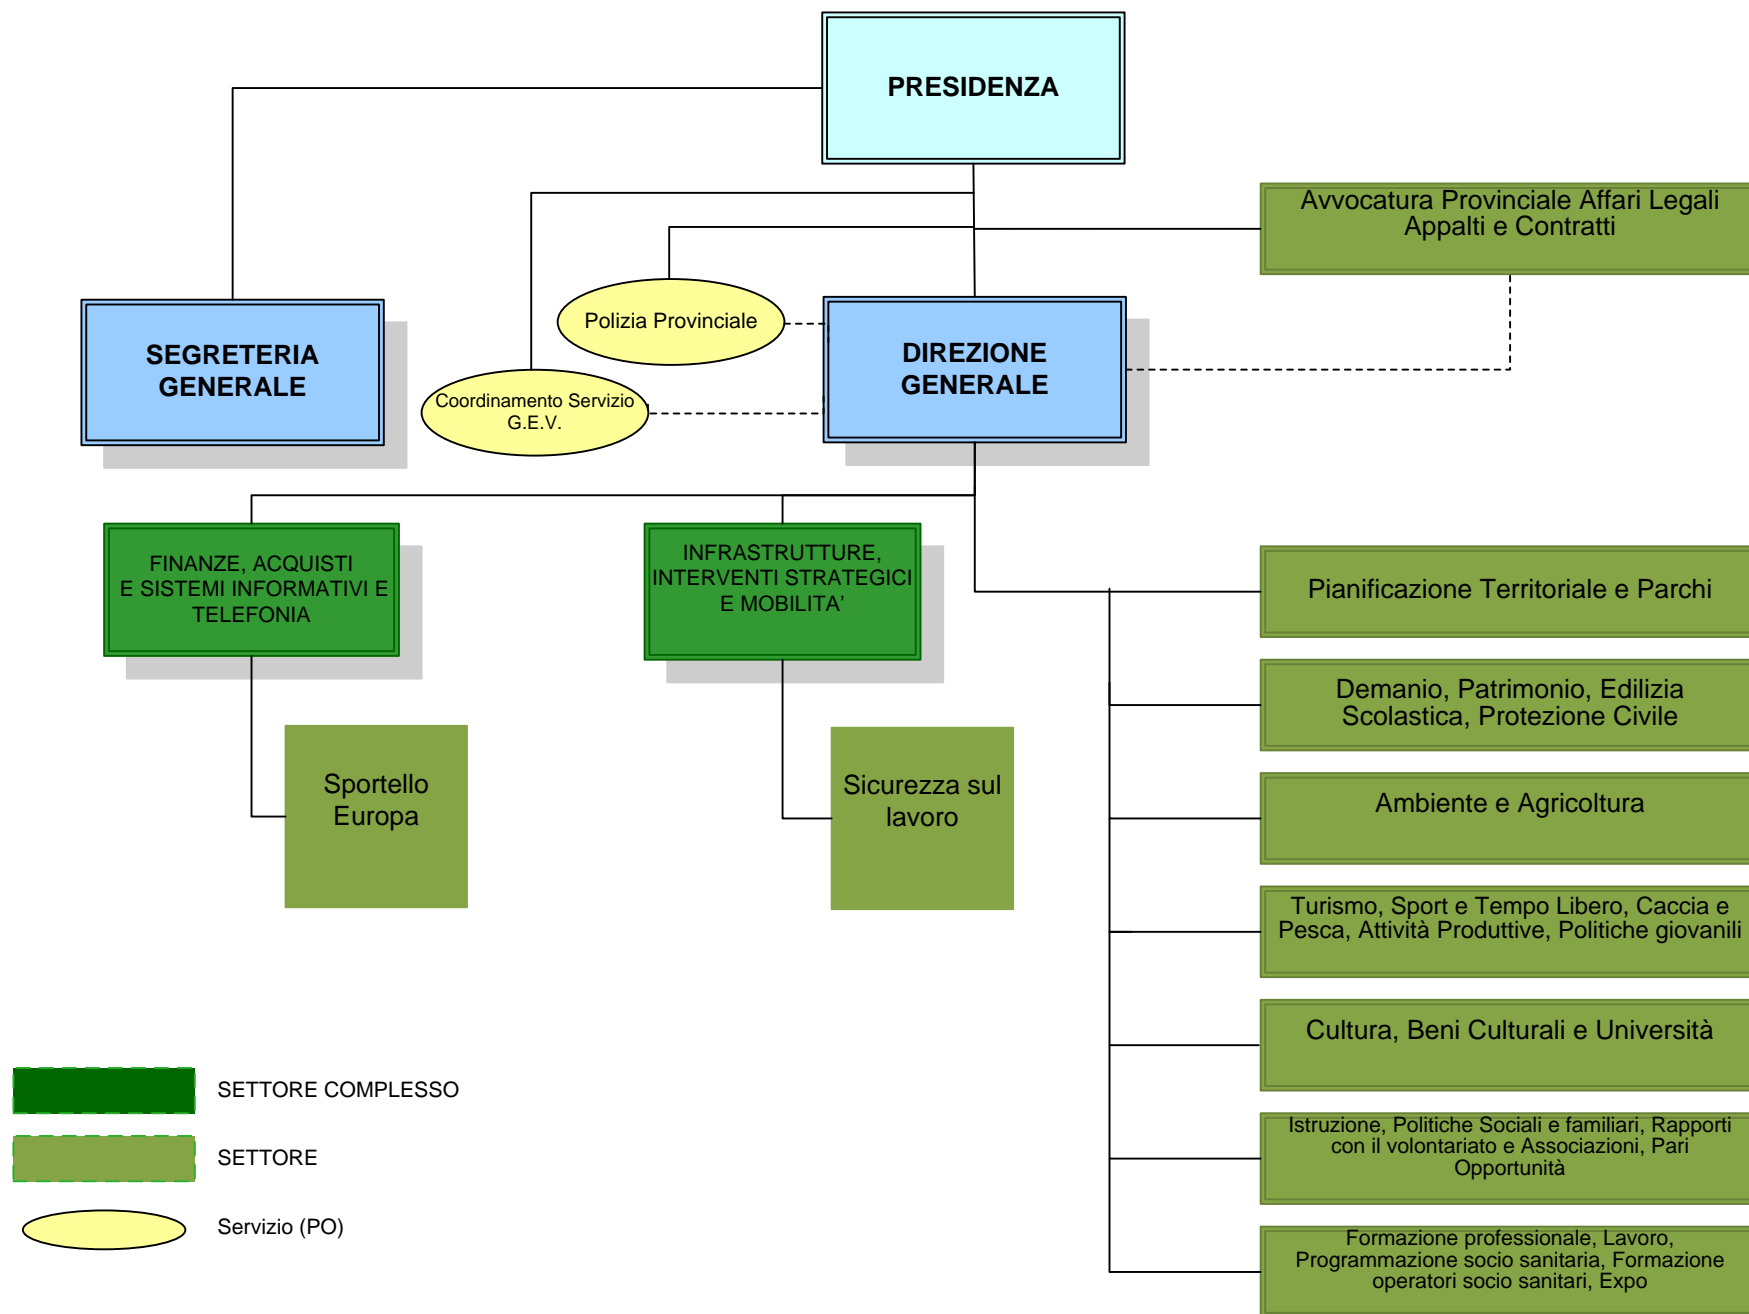 PRESIDENZA
Avvocatura Provinciale Affari Legali
Appalti e Contratti
Polizia Provinciale
SEGRETERIA
GENERALE
DIREZIONE
GENERALE
Coordinamento Servizio
G.E.V.
FINANZE, ACQUISTI
E SISTEMI INFORMATIVI E
TELEFONIA
INFRASTRUTTURE,
INTERVENTI STRATEGICI
E MOBILITA’
Pianificazione Territoriale e Parchi
Demanio, Patrimonio, Edilizia
Scolastica, Protezione Civile
Sportello
Europa
Sicurezza sul
lavoro
Ambiente e Agricoltura
Turismo, Sport e Tempo Libero, Caccia e
Pesca, Attività Produttive, Politiche giovanili
Cultura, Beni Culturali e Università
SETTORE COMPLESSO
SETTORE
Servizio (PO)
Istruzione, Politiche Sociali e familiari, Rapporti
con il volontariato e Associazioni, Pari
Opportunità
Formazione professionale, Lavoro,
Programmazione socio sanitaria, Formazione
operatori socio sanitari, Expo